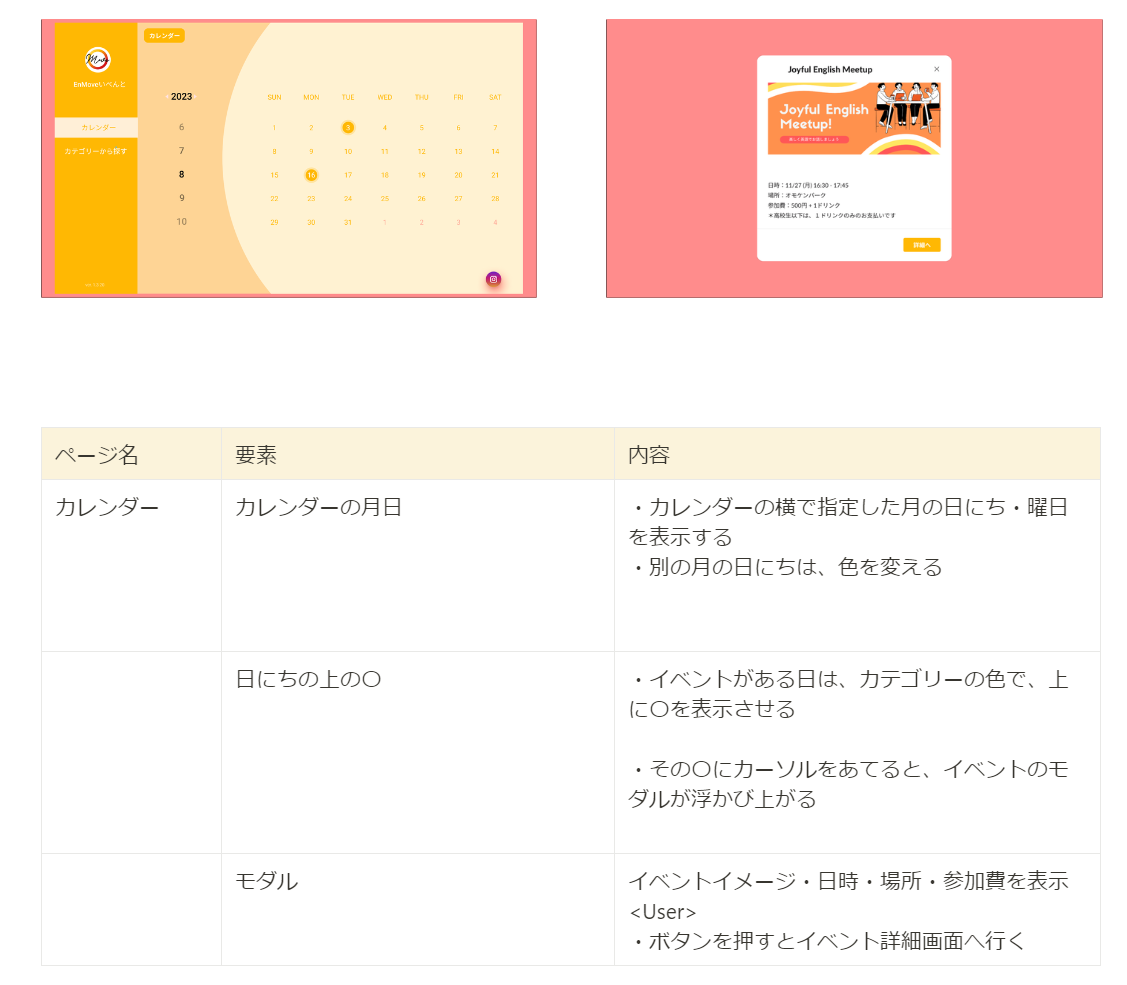 カレンダー
Move
EnMoveいべんと
2023
SUN MON TUE WED THU FRI SAT
カレンダー
6
1 2 3 4 5 6 7
カテゴリーから探す
7
8 9 10 11 12 13 14
8
15 16 17 18 19 20 21
9
22 23 24 25 26 27 28
10
29 30 31 1 2 3 4
Joyful English Meetup ×
Joyful English
Meetup!
楽しく英語でお話しましょう？
日時：11/27 (月) 16:30 - 17:45
場所：オモケンパーク
参加費：500円 + 1ドリンク
＊高校生以下は、１ドリンクのみのお支払いです
詳細へ
ページ名 要素 内容
カレンダー カレンダーの月日 ・カレンダーの横で指定した月の日にち・曜日
を表示する
・別の月の日にちは、色を変える
日にちの上の〇 ・イベントがある日は、カテゴリーの色で、上
に〇を表示させる
・その〇にカーソルをあてると、イベントのモ
ダルが浮かび上がる
モダル イベントイメージ・日時・場所・参加費を表示
<User>
・ボタンを押すとイベント詳細画面へ行く